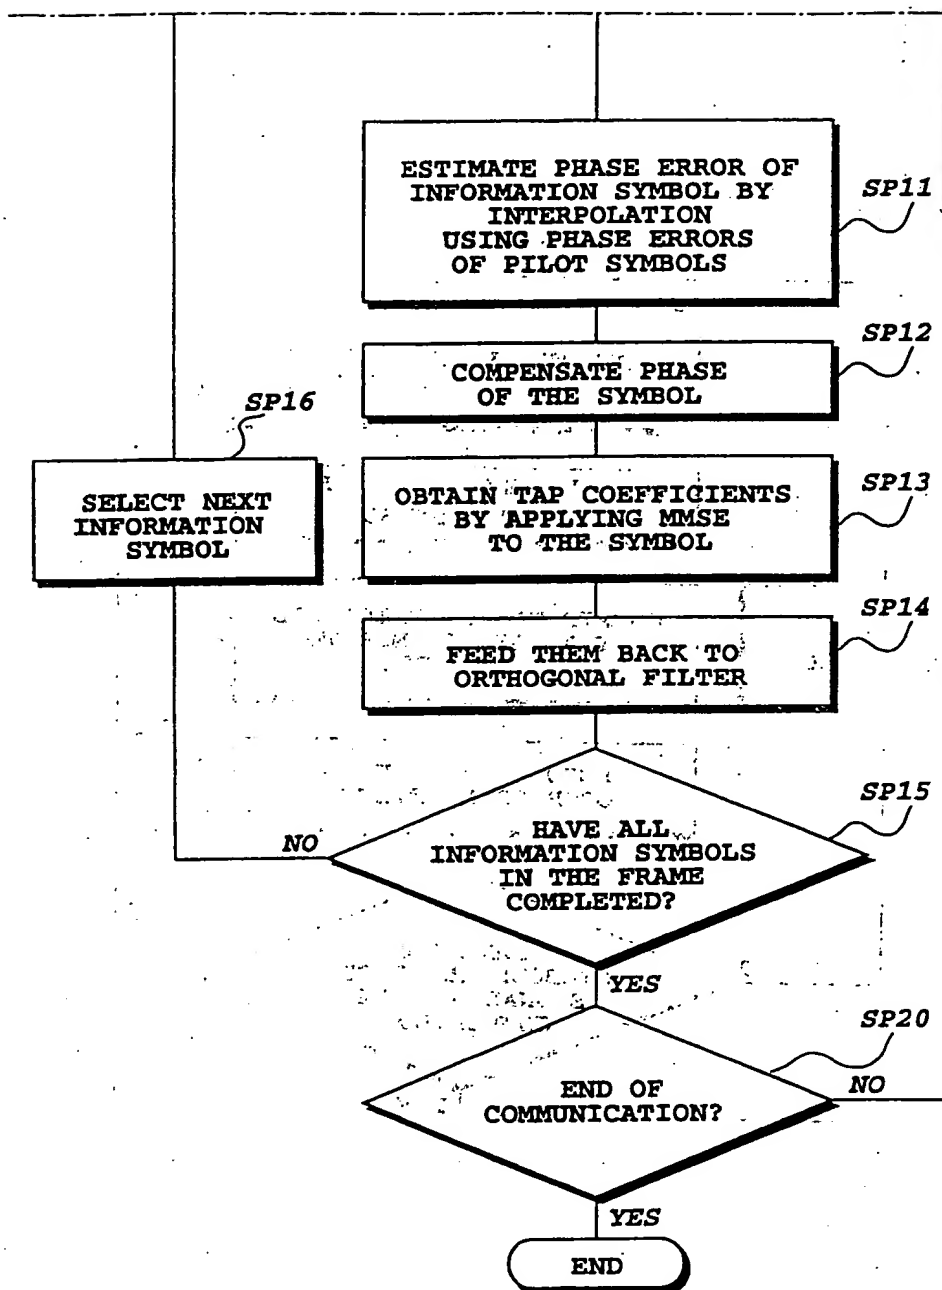 ESTIMATE PHASE ERROR OF
INFORMATION SYMBOL BY
INTERPOLATION
USING PHASE ERRORS
OF PILOT SYMBOLS
SP11
COMPENSATE PHASE
OF THE SYMBOL
SP12
SP16
SELECT NEXT
INFORMATION
SYMBOL
OBTAIN TAP COEFFICIENTS
BY APPLYING MMSE
TO THE SYMBOL
SP13
FEED THEM BACK TO
ORTHOGONAL FILTER
SP14
HAVE ALL
INFORMATION SYMBOLS
IN THE FRAME
COMPLETED?
SP15
NO
YES
END OF
COMMUNICATION?
SP20
NO
YES
END